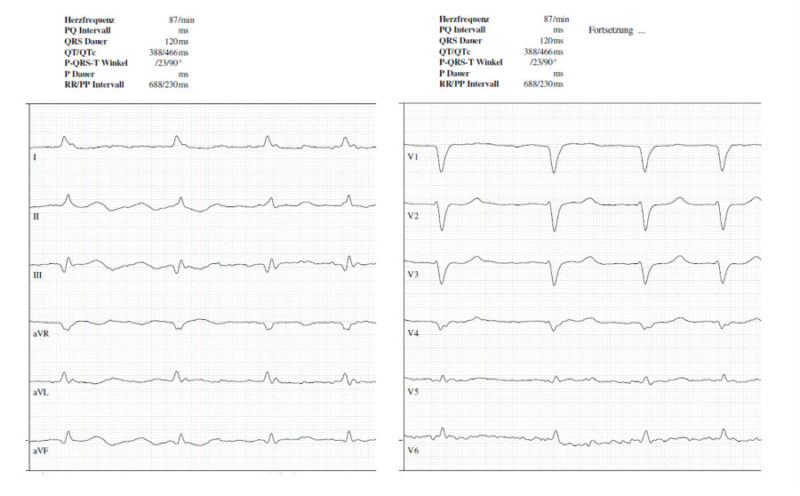 Herzfrequenz 87/min
PQ Intervall ms
QRS Dauer 120ms
QT/QTc 388/466ms
P-QRS-T Winkel /23/90°
P Dauer ms
RR/PP Intervall 688/230ms
I
II
III
aVR
aVL
aVF
Herzfrequenz 87/min
PQ Intervall ms Fortsetzung ...
QRS Dauer 120ms
QT/QTc 388/466ms
P-QRS-T Winkel /23/90°
P Dauer ms
RR/PP Intervall 688/230ms
V1
V2
V3
V4
V5
V6